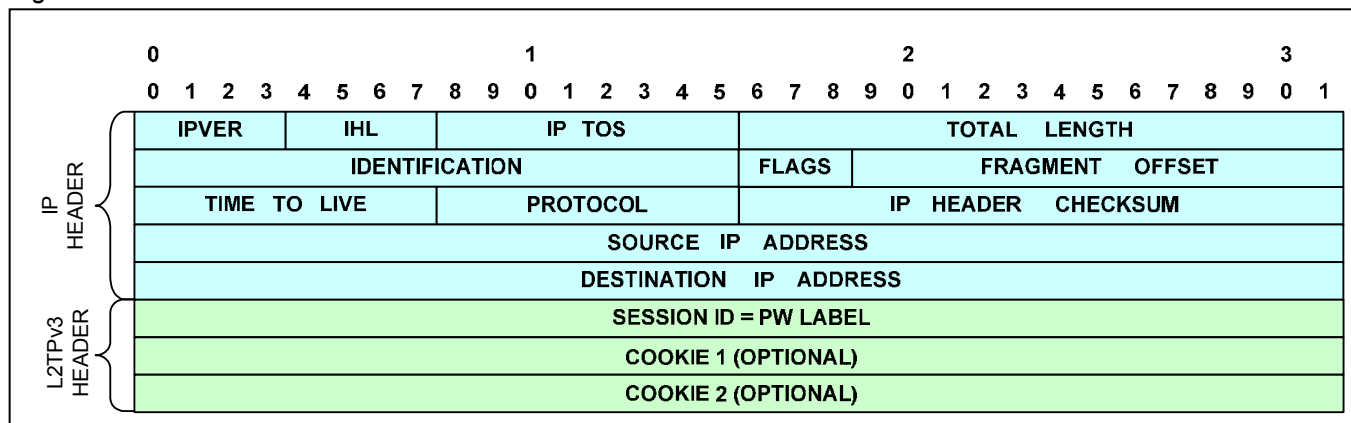 0 1 2 3
0 1 2 3 4 5 6 7 8 9 0 1 2 3 4 5 6 7 8 9 0 1 2 3 4 5 6 7 8 9 0 1
IPVER IHL IP TOS TOTAL LENGTH
IDENTIFICATION FLAGS FRAGMENT OFFSET
TIME TO LIVE PROTOCOL IP HEADER CHECKSUM
SOURCE IP ADDRESS
DESTINATION IP ADDRESS
IP
HEADER
SESSION ID = PW LABEL
COOKIE 1 (OPTIONAL)
COOKIE 2 (OPTIONAL)
L2TPv3
HEADER